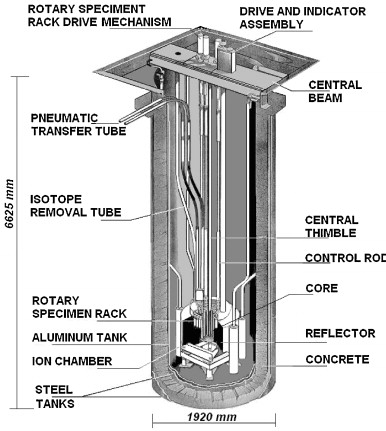 ROTARY SPECIMENT
RACK DRIVE MECHANISM
DRIVE AND INDICATOR
ASSEMBLY
CENTRAL
BEAM
PNEUMATIC
TRANSFER TUBE
6625 mm
ISOTOPE
REMOVAL TUBE
CENTRAL
THIMBLE
CONTROL ROD
ROTARY
SPECIMEN RACK
CORE
ALUMINUM TANK
REFLECTOR
ION CHAMBER
CONCRETE
STEEL
TANKS
1920 mm